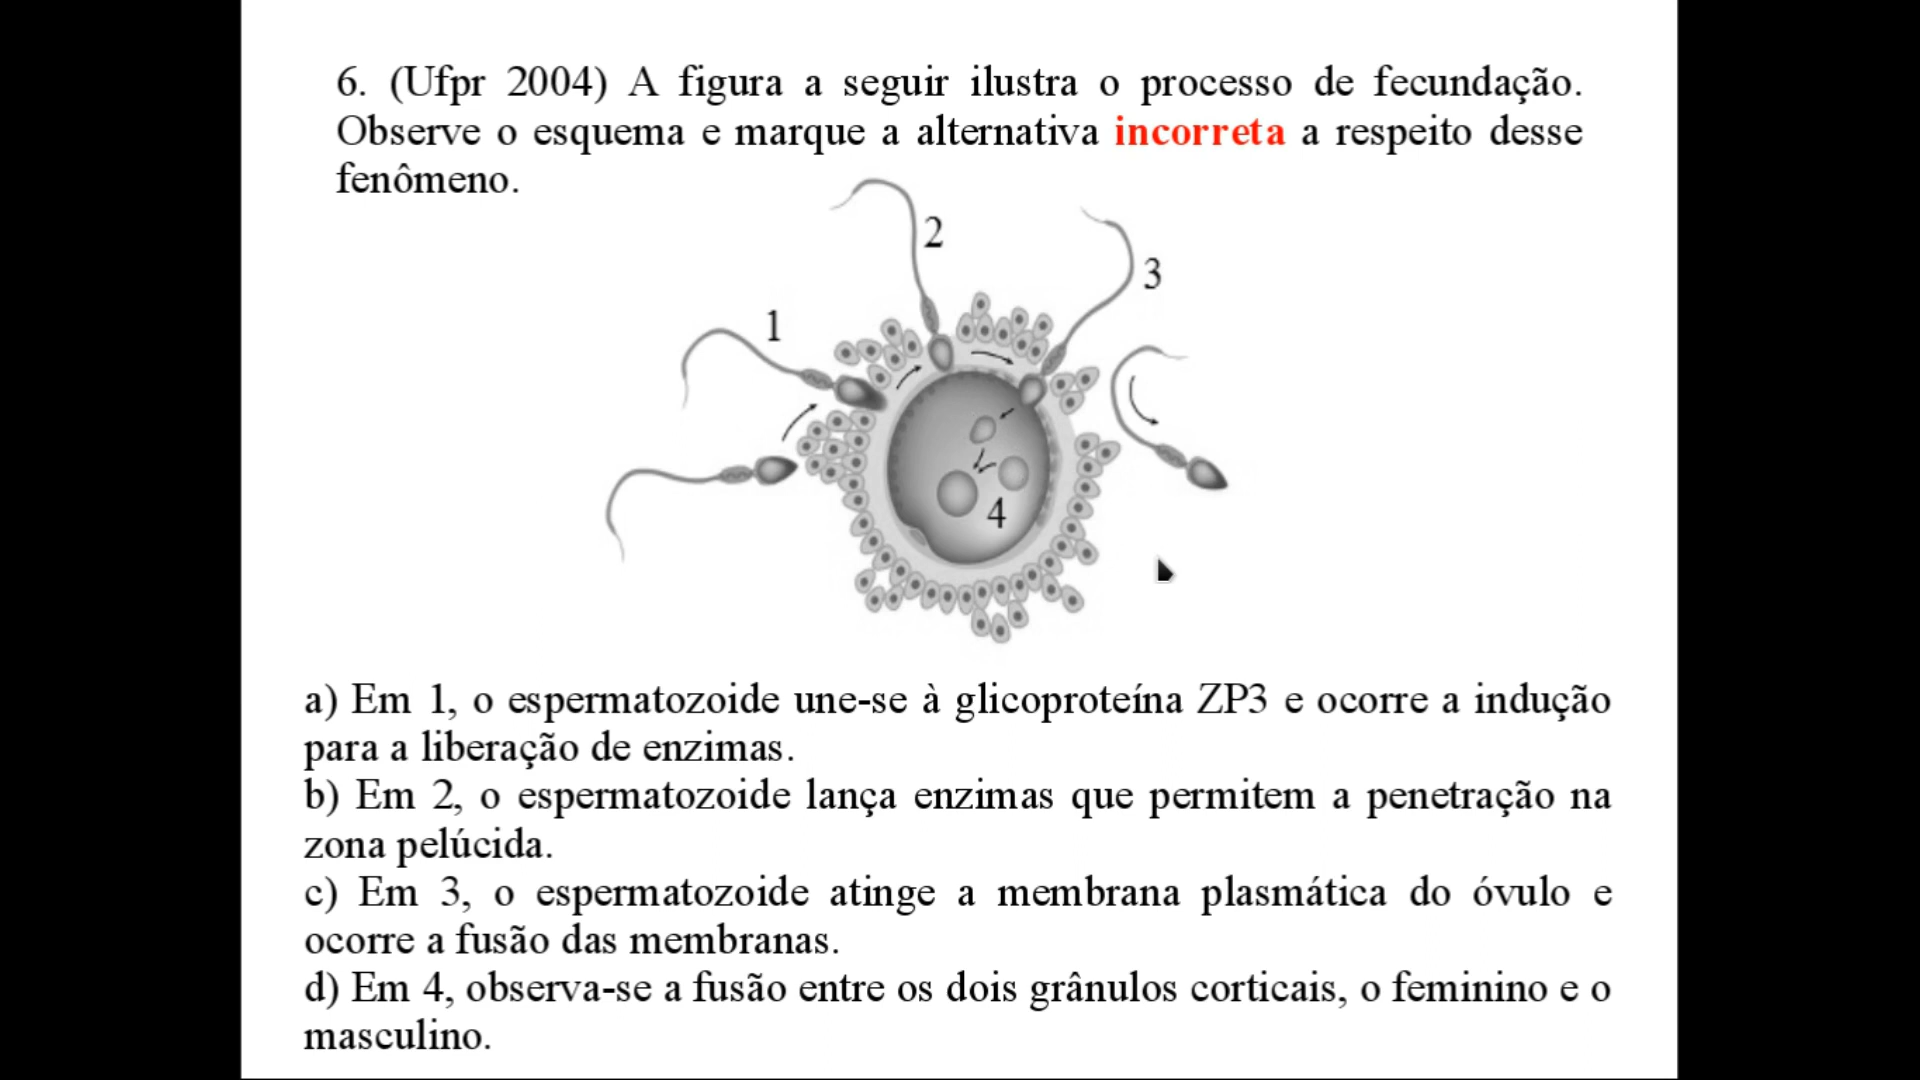 6. (Ufpr 2004) A figura a seguir ilustra o processo de fecundação.
Observe o esquema e marque a alternativa incorreta a respeito desse
fenômeno.
2
3
1
4
a) Em 1, o espermatozoide une-se à glicoproteína ZP3 e ocorre a indução
para a liberação de enzimas.
b) Em 2, o espermatozoide lança enzimas que permitem a penetração na
zona pelúcida.
c) Em 3, o espermatozoide atinge a membrana plasmática do óvulo e
ocorre a fusão das membranas.
d) Em 4, observa-se a fusão entre os dois grânulos corticais, o feminino e o
masculino.